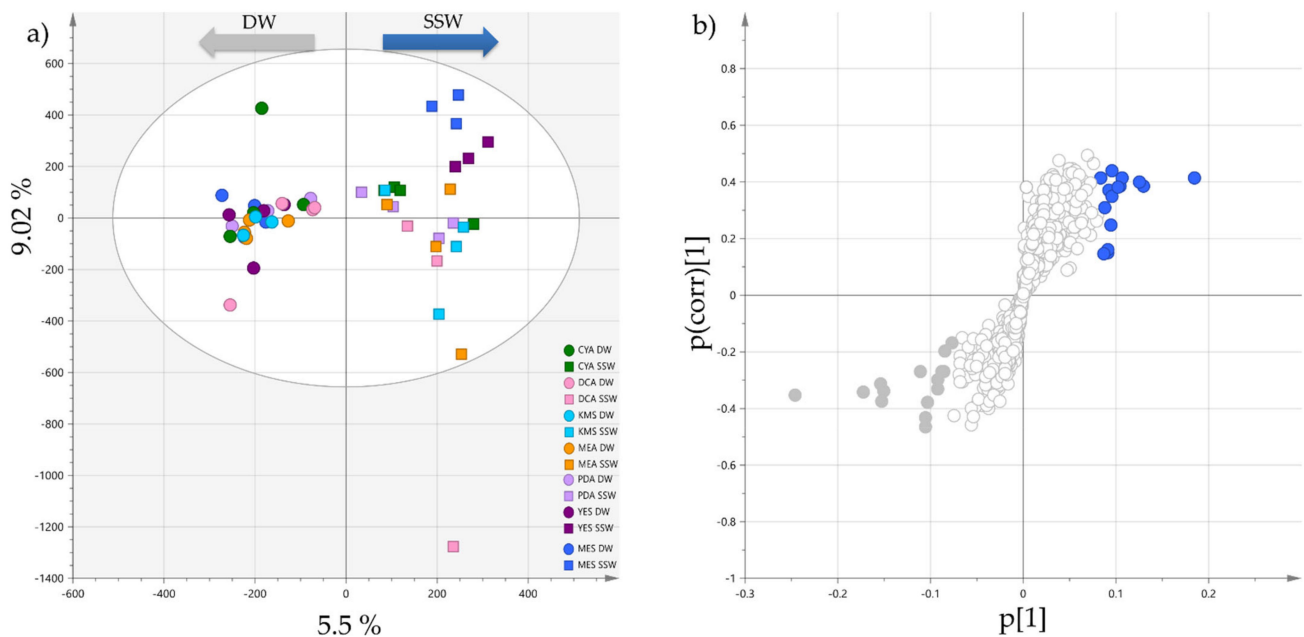 a)
DW
SSW
600
400
200
0
-200
-400
-600
-800
-1000
-1200
-1400
-600
-400
-200
0
200
400
9.02 %
5.5 %
CYA DW
CYA SSW
DCA DW
DCA SSW
KMS DW
KMS SSW
MEA DW
MEA SSW
PDA DW
PDA SSW
YES DW
YES SSW
MES DW
MES SSW
b)
1
0.8
0.6
0.4
0.2
0
-0.2
-0.4
-0.6
-0.8
-1
-0.3
-0.2
-0.1
0
0.1
0.2
p(corr)[1]
p[1]